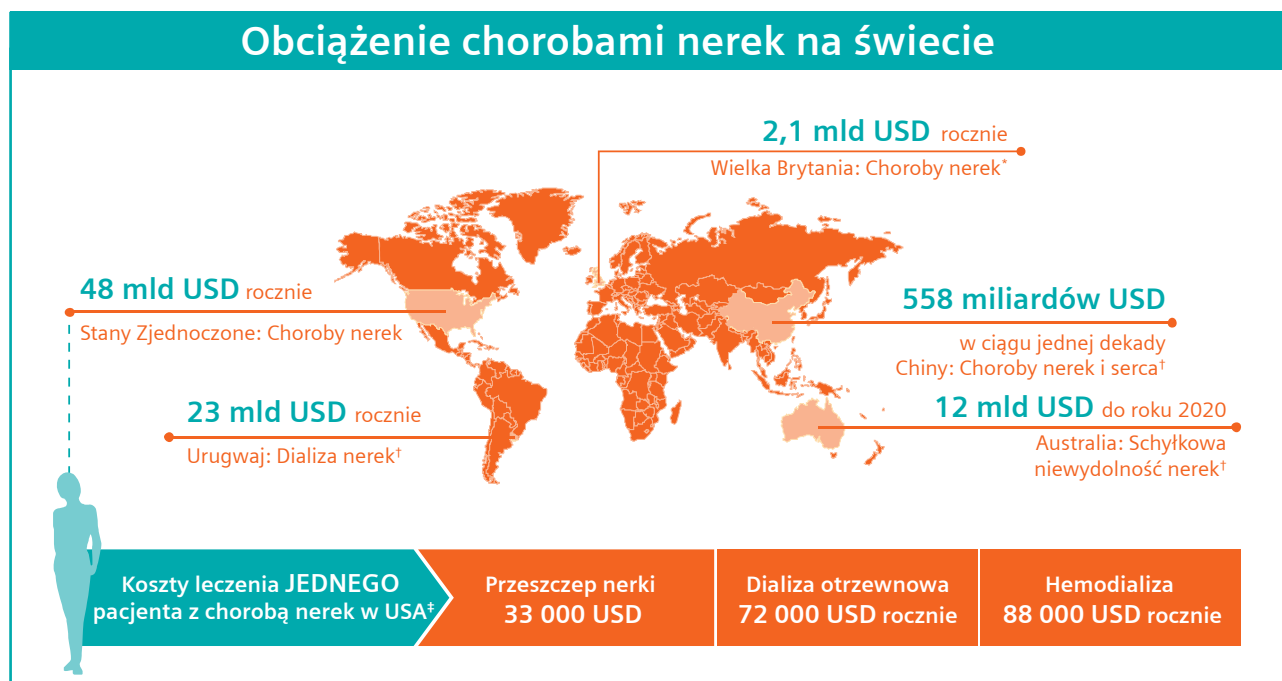 Obciążenie chorobami nerek na świecie
2,1 mld USD rocznie
Wielka Brytania: Choroby nerek*
48 mld USD rocznie
Stany Zjednoczone: Choroby nerek
558 miliardów USD
w ciągu jednej dekady
Chiny: Choroby nerek i serca†
23 mld USD rocznie
Urugwaj: Dializa nerek†
12 mld USD do roku 2020
Australia: Schyłkowa
niewydolność nerek†
Koszty leczenia JEDNEGO
pacjenta z chorobą nerek w USA‡
Przeszczep nerki
33 000 USD
Dializa otrzewnowa
72 000 USD rocznie
Hemodializa
88 000 USD rocznie